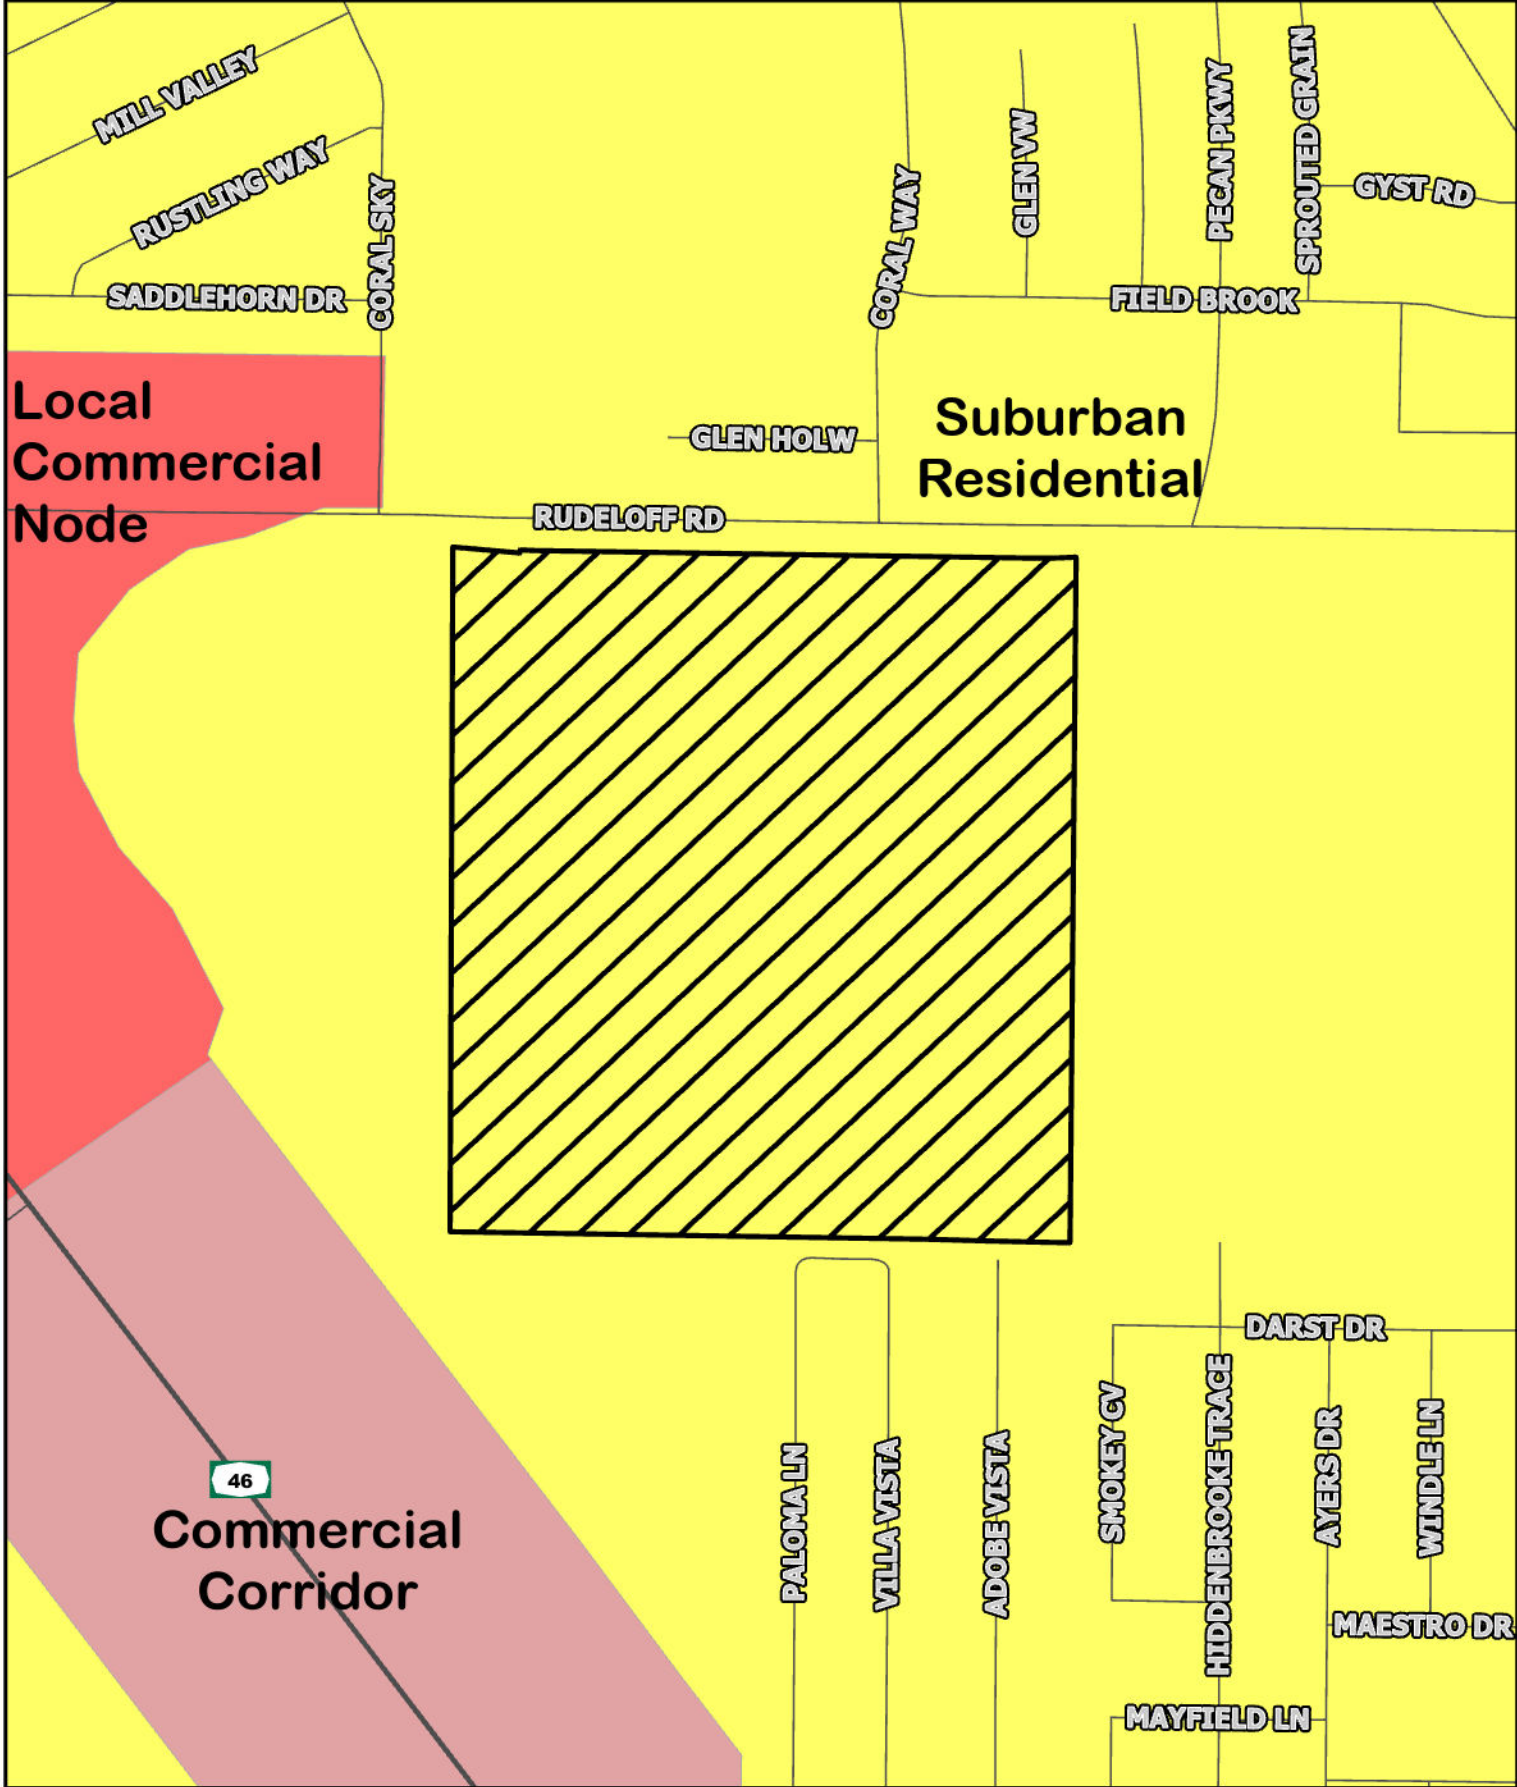 MILL VALLEY
RUSTLING WAY
SADDLEHORN DR
CORAL SKY
CORAL WAY
GLEN VW
PECAN PKWY
SPROUTED GRAIN
GYST RD
FIELD BROOK
Local
Commercial
Node
GLEN HOLW
Suburban
Residential
RUDELOFF RD
DARST DR
SMOKEY CV
HIDDENBROOKE TRACE
AYERS DR
WINDLE LN
PALOMA LN
VILLA VISTA
ADOBE VISTA
46
Commercial
Corridor
MAESTRO DR
MAYFIELD LN